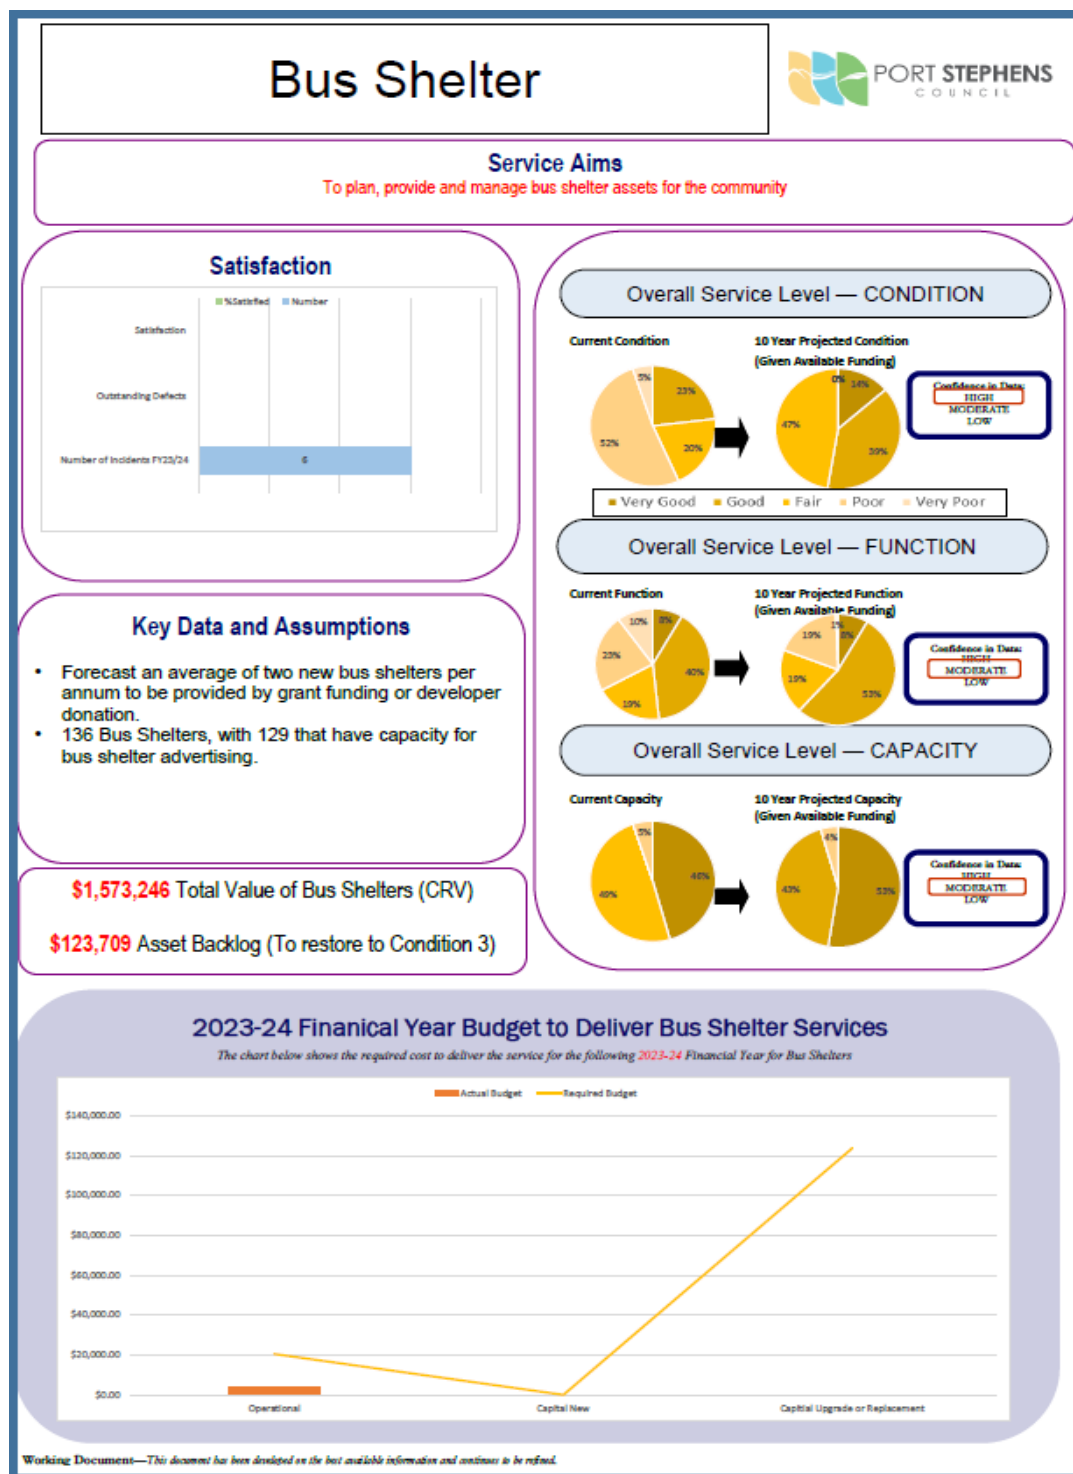 Bus Shelter
PORT STEPHENS
COUNCIL
Service Aims
To plan, provide and manage bus shelter assets for the community
Satisfaction
%Satisfied Number
Satisfaction
Outstanding Defects
Number of Incidents FY23/24
6
Key Data and Assumptions
• Forecast an average of two new bus shelters per
annum to be provided by grant funding or developer
donation.
• 136 Bus Shelters, with 129 that have capacity for
bus shelter advertising.
$1,573,246 Total Value of Bus Shelters (CRV)
$123,709 Asset Backlog (To restore to Condition 3)
Overall Service Level — CONDITION
Current Condition
5%
23%
20%
52%
10 Year Projected Condition
(Given Available Funding)
0%
14%
39%
47%
Confidence in Data:
HIGH
MODERATE
LOW
Very Good Good Fair Poor Very Poor
Overall Service Level — FUNCTION
Current Function
10%
8%
23%
40%
19%
10 Year Projected Function
(Given Available Funding)
1%
8%
19%
19%
53%
Confidence in Data:
HIGH
MODERATE
LOW
Overall Service Level — CAPACITY
Current Capacity
5%
46%
49%
10 Year Projected Capacity
(Given Available Funding)
4%
43%
53%
Confidence in Data:
HIGH
MODERATE
LOW
2023-24 Finanical Year Budget to Deliver Bus Shelter Services
The chart below shows the required cost to deliver the service for the following 2023-24 Financial Year for Bus Shelters
Actual Budget Required Budget
$140,000.00
$120,000.00
$100,000.00
$80,000.00
$60,000.00
$40,000.00
$20,000.00
$0.00
Operational Capital New Capitial Upgrade or Replacement
Working Document—This document has been developed on the best available information and continues to be refined.